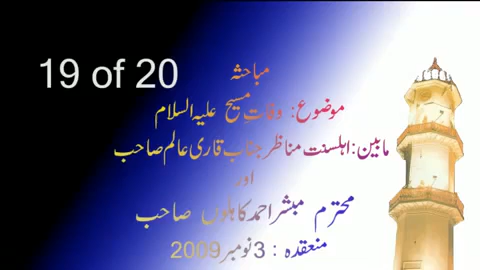 19 of 20
مباحثہ
موضوع: وفاتِ مسیح علیہ السلام
مابین: اہلسنت مناظر جناب قاری عالم صاحب
اور
محترم مبشر احمد کاہلوں صاحب
منعقدہ : 3 نومبر 2009